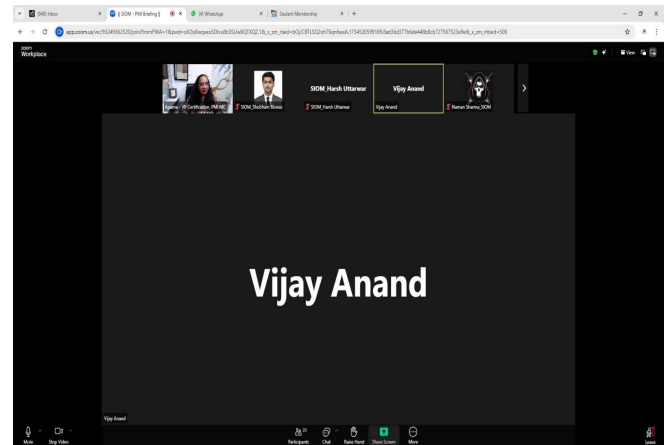 (940) Inbox
|| SIOM - PMI Briefing ||
(4) WhatsApp
Student Membership
zoom
Workplace
View
SIOM_Harsh Uttarwar
Vijay Anand
SIOM_Shubham Biswas
SIOM_Harsh Uttarwar
Vijay Anand
Naman Sharma_SIOM
Vijay Anand
Vijay Anand
Mute
Stop Video
Participants
20
Chat
Raise Hand
Share Screen
More
Leave